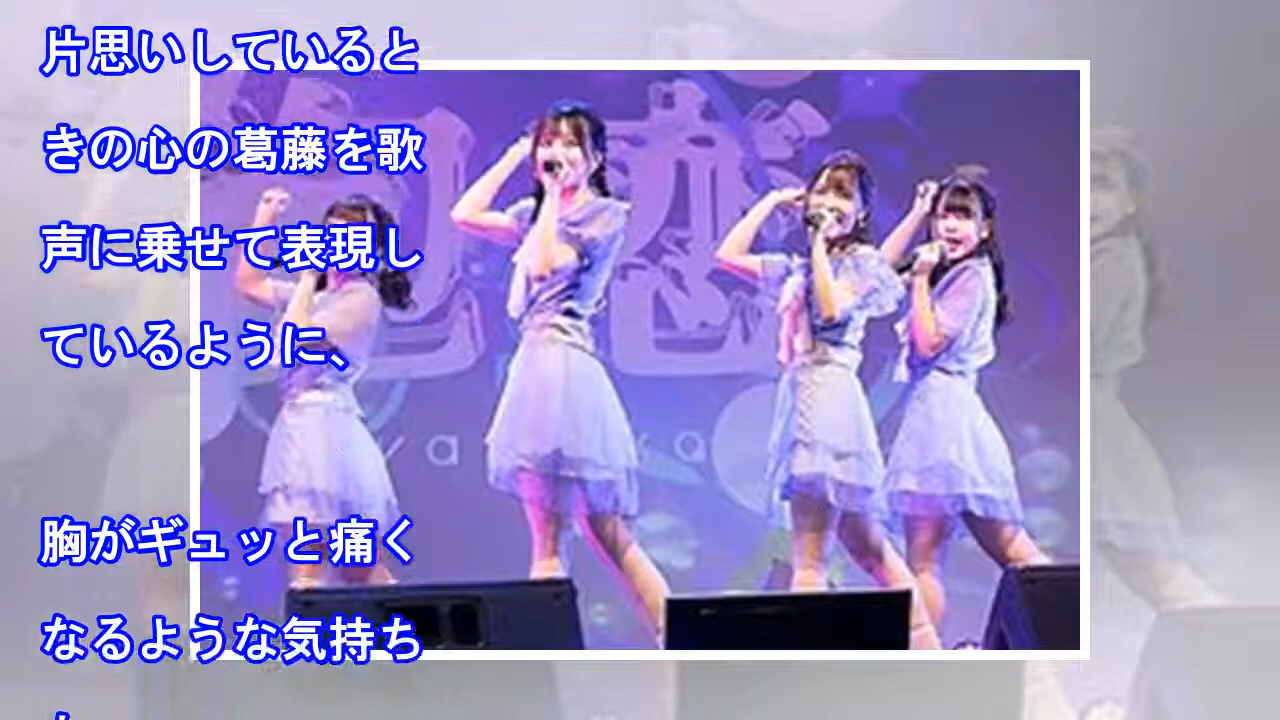 片思いしていると
きの心の葛藤を歌
声に乗せて表現し
ているように、
胸がギュッと痛く
なるような気持ち